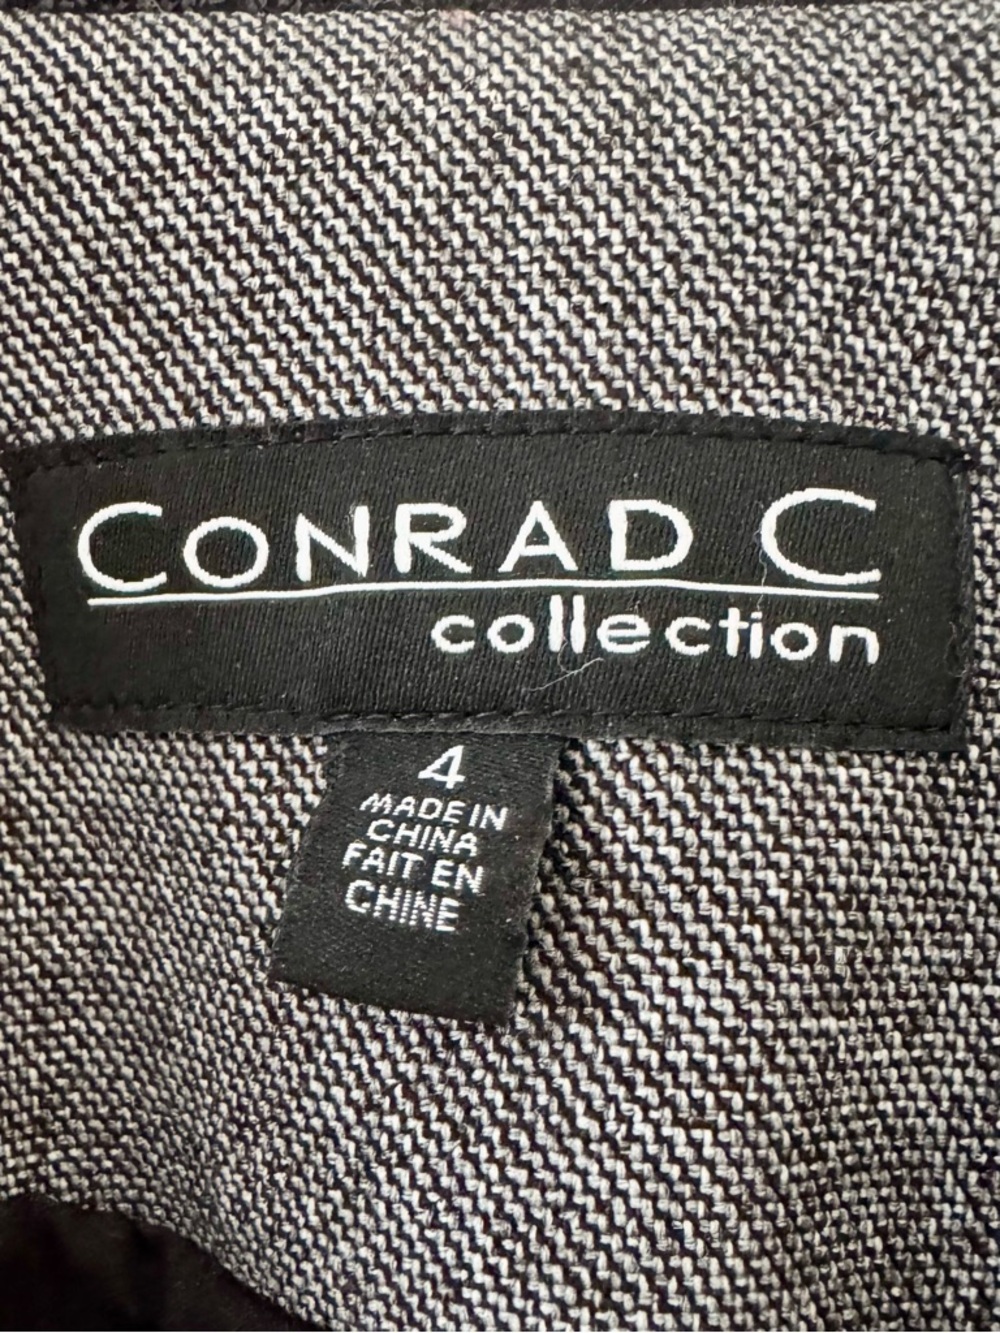 CONRAD C
collection
4
MADE IN
CHINA
FAIT EN
CHINE